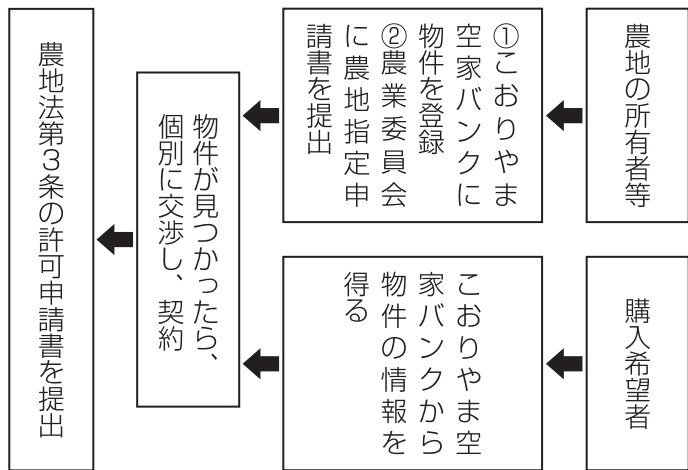 農地の所有者等
①こおりやま
空家バンクに
物件を登録
②農業委員会
に農地指定申
請書を提出
購入希望者
こおりやま空
家バンクから
物件の情報を
得る
物件が見つかったら、
個別に交渉し、契約
農地法第3条の許可申請書を提出